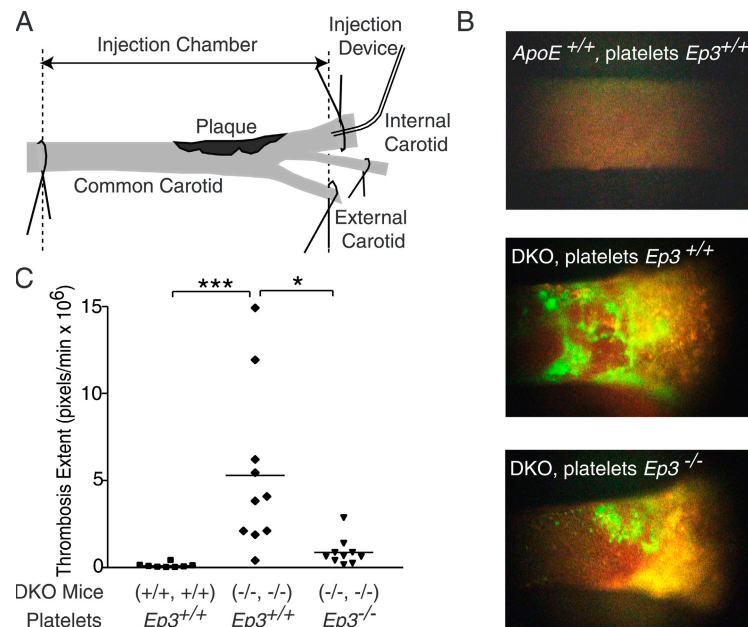 A
Injection Chamber
Injection
Device
Plaque
Internal
Carotid
Common Carotid
External
Carotid
B
ApoE +/+, platelets Ep3+/+
DKO, platelets Ep3 +/+
DKO, platelets Ep3 -/-
C
*** *
Thrombosis Extent (pixels/min x 10⁶)
15
10
5
0
DKO Mice (+/+, +/+) (-/-, -/-) (-/-, -/-)
Platelets Ep3+/+ Ep3+/+ Ep3-/-